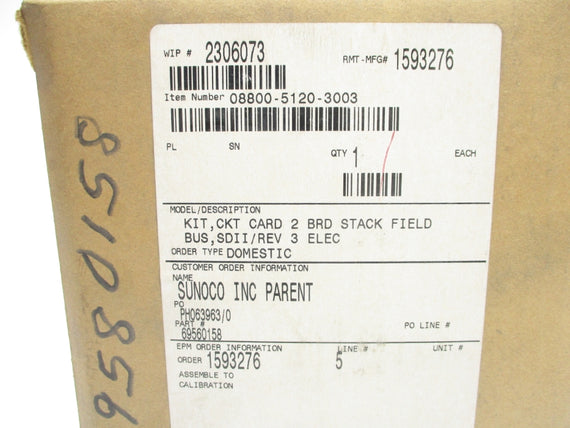 WIP # 2306073 RMT-MFG# 1593276
Item Number 08800-5120-3003
PL SN QTY 1 EACH
MODEL/DESCRIPTION
KIT,CKT CARD 2 BRD STACK FIELD
BUS,SDII/REV 3 ELEC
ORDER TYPE DOMESTIC
CUSTOMER ORDER INFORMATION
NAME
SUNOCO INC PARENT
PO
PH063963/0
PART # PO LINE #
69560158
EPM ORDER INFORMATION LINE # UNIT #
ORDER 1593276 5
ASSEMBLE TO
CALIBRATION
9580158